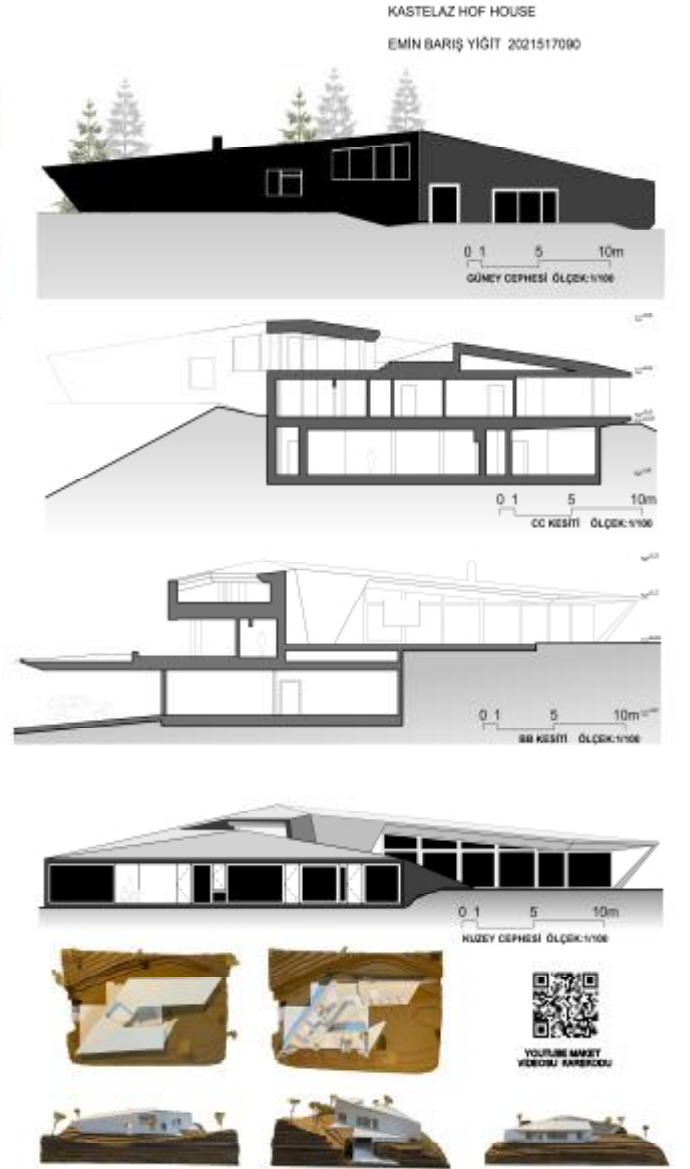 KASTELAZ HOF HOUSE
EMİN BARIŞ YİĞİT 2021517090
0 1 5 10m
GÜNEY CEPHESİ ÖLÇEK:1/100
0 1 5 10m
CC KESİTİ ÖLÇEK:1/100
0 1 5 10m
BB KESİTİ ÖLÇEK:1/100
0 1 5 10m
KUZEY CEPHESİ ÖLÇEK:1/100
YOUTUBE MAKET
VİDEOSU KAREKODU